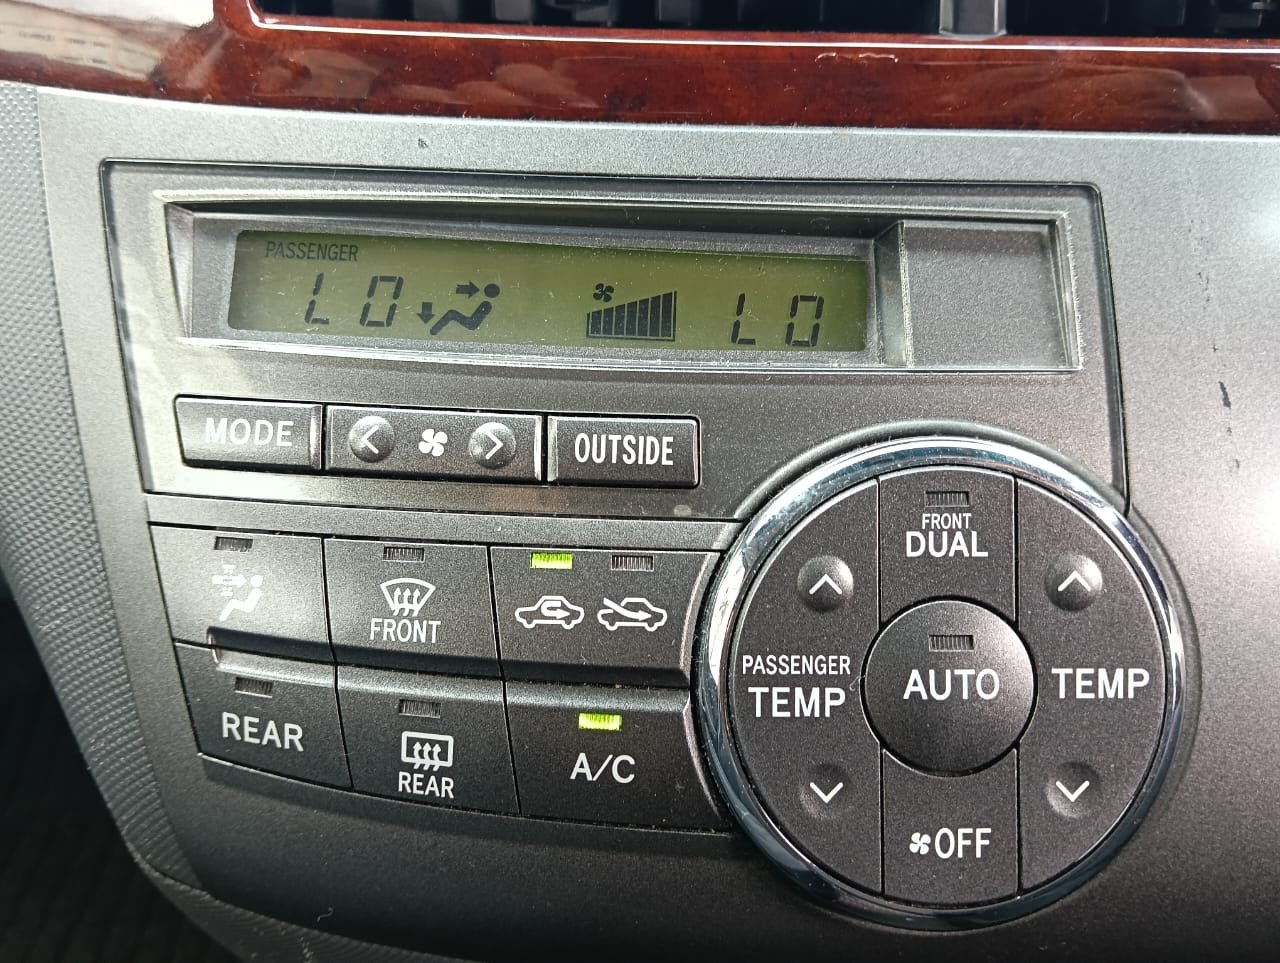 PASSENGER
LO LO
MODE OUTSIDE
FRONT
DUAL
FRONT
PASSENGER
TEMP
AUTO
TEMP
REAR
REAR
A/C
OFF